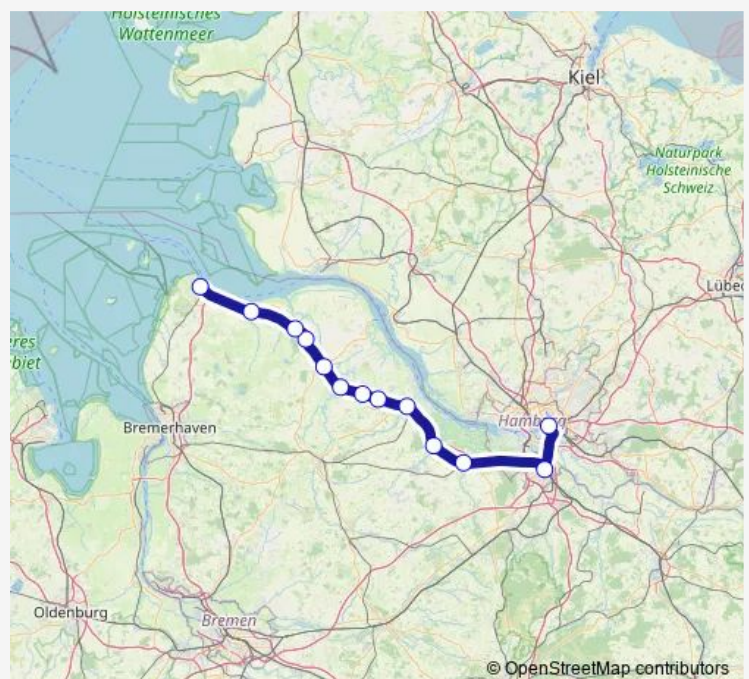 Holsteinisches
Wattenmeer
Kiel
Naturpark
Holsteinische
Schweiz
Lübec
eres
biet
Hamburg
Bremerhaven
Oldenburg
Bremen
© OpenStreetMap contributors